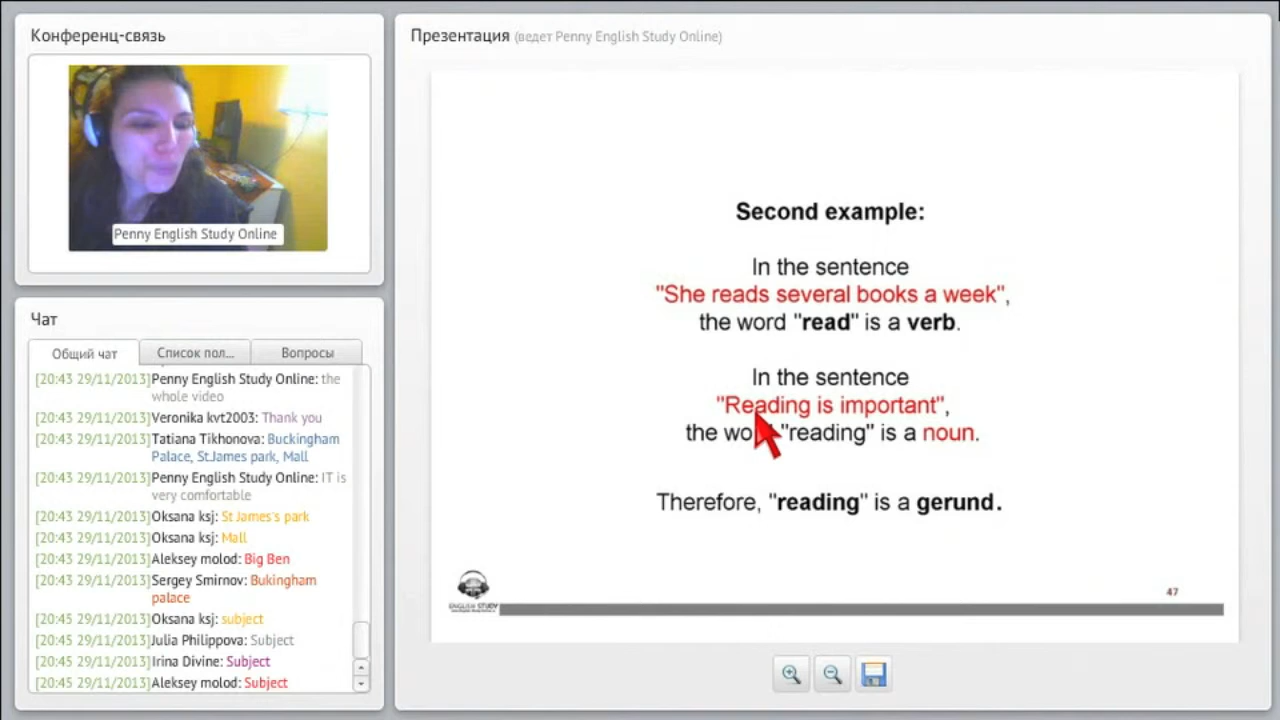 Конференц-связь
Penny English Study Online
Чат
Общий чат
Список пол...
Вопросы
[20:43 29/11/2013]Penny English Study Online: the
whole video
[20:43 29/11/2013]Veronika kvt2003: Thank you
[20:43 29/11/2013]Tatiana Tikhonova: Buckingham
Palace, St.James park, Mall
[20:43 29/11/2013]Penny English Study Online: IT is
very comfortable
[20:43 29/11/2013]Oksana ksj: St James's park
[20:43 29/11/2013]Oksana ksj: Mall
[20:43 29/11/2013]Aleksey molod: Big Ben
[20:43 29/11/2013]Sergey Smirnov: Bukingham
palace
[20:45 29/11/2013]Oksana ksj: subject
[20:45 29/11/2013]Julia Philippova: Subject
[20:45 29/11/2013]Irina Divine: Subject
[20:45 29/11/2013]Aleksey molod: Subject
Презентация (ведет Penny English Study Online)
Second example:
In the sentence
"She reads several books a week",
the word "read" is a verb.
In the sentence
"Reading is important",
the word "reading" is a noun.
Therefore, "reading" is a gerund.
ENGLISH STUDY
47